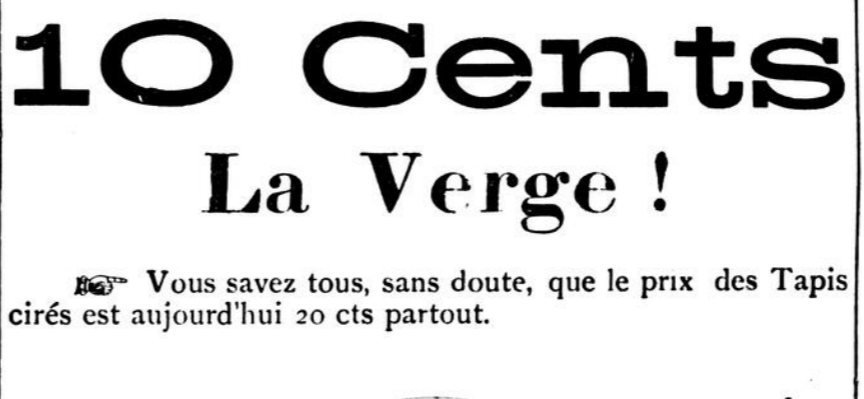 10 Cents
La Verge !
☞ Vous savez tous, sans doute, que le prix des Tapis
cirés est aujourd'hui 20 cts partout.